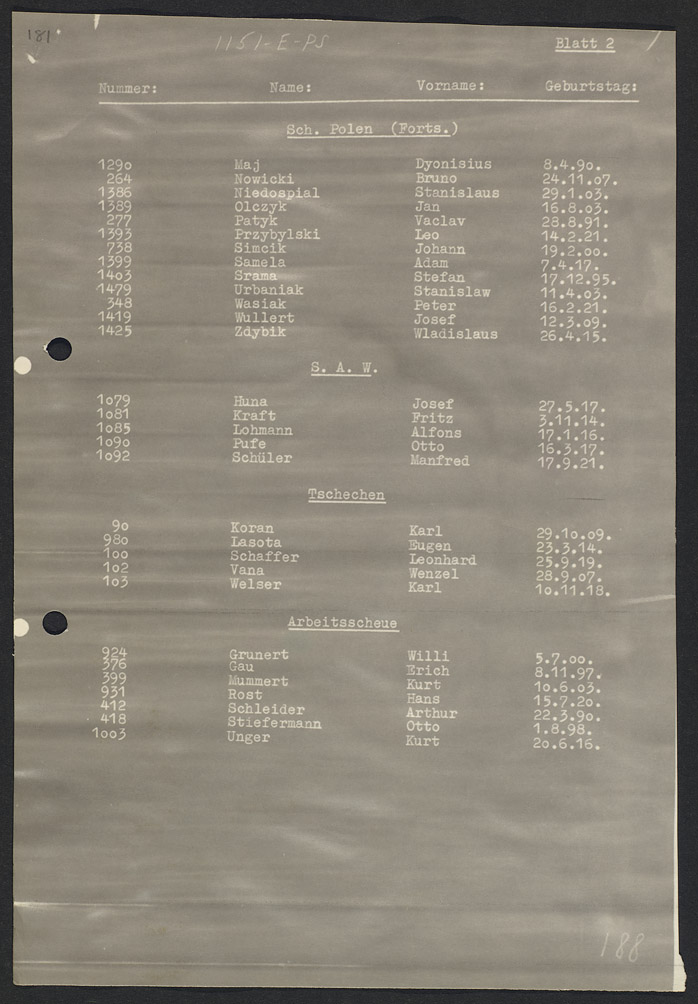 181
1151-E-PS
Blatt 2
Nummer: Name: Vorname: Geburtstag:
Sch. Polen (Forts.)
1290 Maj Dyonisius 8.4.90.
264 Nowicki Bruno 24.11.07.
1386 Niedospial Stanislaus 29.1.03.
1389 Olczyk Jan 16.8.03.
277 Patyk Vaclav 28.8.91.
1393 Przybylski Leo 14.2.21.
738 Simcik Johann 19.2.00.
1399 Samela Adam 7.4.17.
1403 Srama Stefan 17.12.95.
1479 Urbaniak Stanislaw 11.4.03.
348 Wasiak Peter 16.2.21.
1419 Wullert Josef 12.3.09.
1425 Zdybik Wladislaus 26.4.15.
S. A. W.
1079 Huna Josef 27.5.17.
1081 Kraft Fritz 3.11.14.
1085 Lohmann Alfons 17.1.16.
1090 Pufe Otto 16.3.17.
1092 Schüler Manfred 17.9.21.
Tschechen
90 Koran Karl 29.10.09.
980 Lasota Eugen 23.3.14.
100 Schaffer Leonhard 25.9.19.
102 Vana Wenzel 28.9.07.
103 Welser Karl 10.11.18.
Arbeitsscheue
924 Grunert Willi 5.7.00.
376 Gau Erich 8.11.97.
399 Mummert Kurt 10.6.03.
931 Rost Hans 15.7.20.
412 Schleider Arthur 22.3.90.
418 Stiefermann Otto 1.8.98.
1003 Unger Kurt 20.6.16.
188